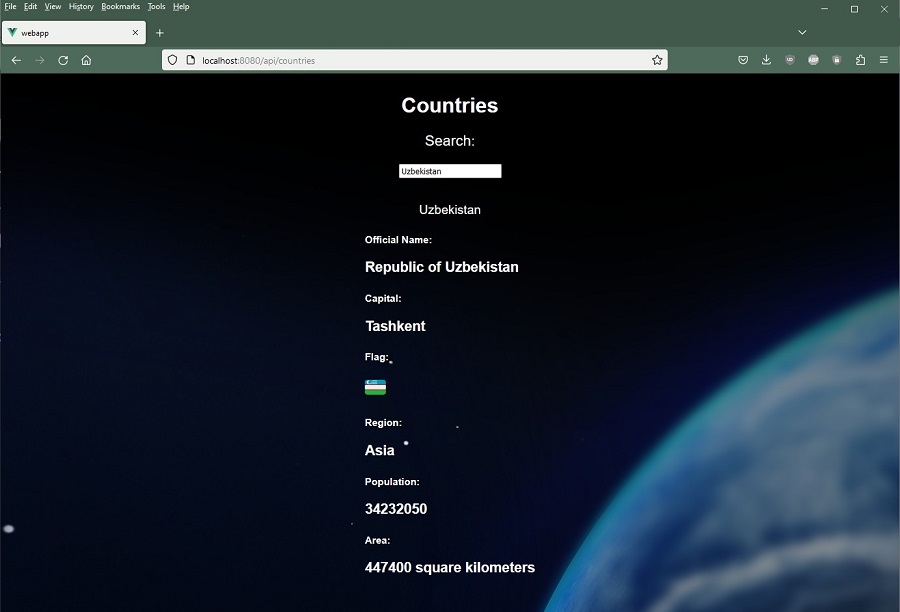 File Edit View History Bookmarks Tools Help
webapp
localhost:8080/api/countries
Countries
Search:
Uzbekistan
Uzbekistan
Official Name:
Republic of Uzbekistan
Capital:
Tashkent
Flag:
Region:
Asia
Population:
34232050
Area:
447400 square kilometers